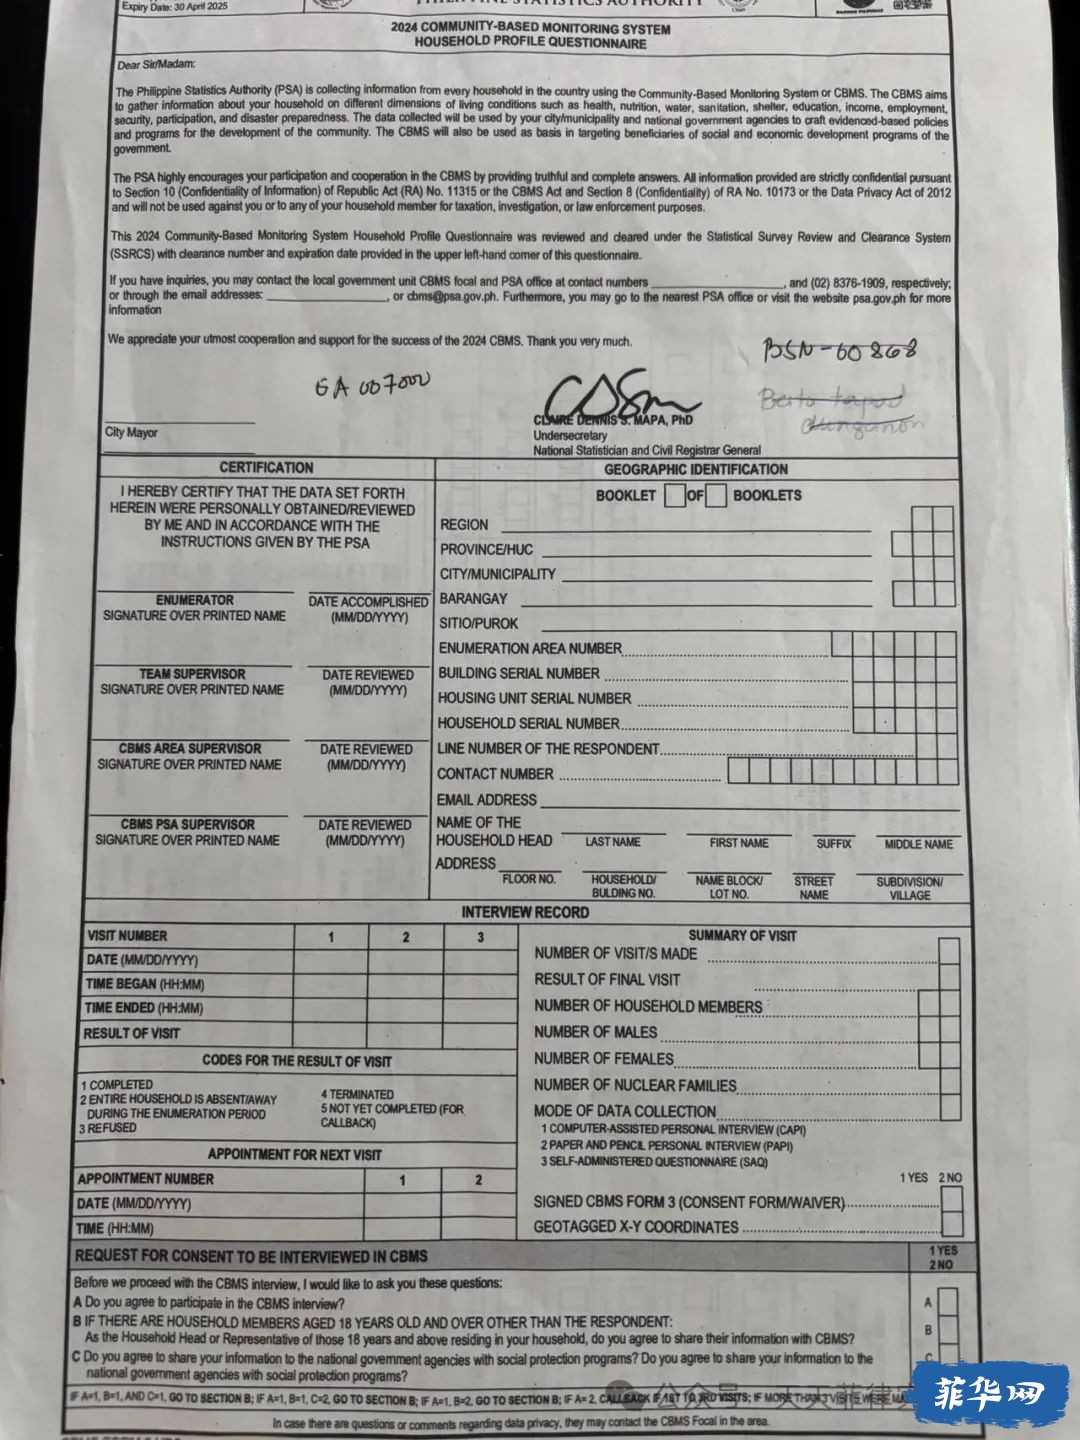 Expiry Date: 30 April 2025
PHILIPPINE STATISTICS AUTHORITY
2024 COMMUNITY-BASED MONITORING SYSTEM
HOUSEHOLD PROFILE QUESTIONNAIRE
Dear Sir/Madam:
The Philippine Statistics Authority (PSA) is collecting information from every household in the country using the Community-Based Monitoring System or CBMS. The CBMS aims
to gather information about your household on different dimensions of living conditions such as health, nutrition, water, sanitation, shelter, education, income, employment,
security, participation, and disaster preparedness. The data collected will be used by your city/municipality and national government agencies to craft evidenced-based policies
and programs for the development of the community. The CBMS will also be used as basis in targeting beneficiaries of social and economic development programs of the
government.
The PSA highly encourages your participation and cooperation in the CBMS by providing truthful and complete answers. All information provided are strictly confidential pursuant
to Section 10 (Confidentiality of Information) of Republic Act (RA) No. 11315 or the CBMS Act and Section 8 (Confidentiality) of RA No. 10173 or the Data Privacy Act of 2012
and will not be used against you or to any of your household member for taxation, investigation, or law enforcement purposes.
This 2024 Community-Based Monitoring System Household Profile Questionnaire was reviewed and cleared under the Statistical Survey Review and Clearance System
(SSRCS) with clearance number and expiration date provided in the upper left-hand corner of this questionnaire.
If you have inquiries, you may contact the local government unit CBMS focal and PSA office at contact numbers , and (02) 8376-1909, respectively;
or through the email addresses: , or cbms@psa.gov.ph. Furthermore, you may go to the nearest PSA office or visit the website psa.gov.ph for more
information
We appreciate your utmost cooperation and support for the success of the 2024 CBMS. Thank you very much.
BSN-60868
EA 007000
Berto tapod
CLAIRE DENNIS S. MAPA, PhD
City Mayor
Undersecretary
National Statistician and Civil Registrar General
CERTIFICATION
I HEREBY CERTIFY THAT THE DATA SET FORTH
HEREIN WERE PERSONALLY OBTAINED/REVIEWED
BY ME AND IN ACCORDANCE WITH THE
INSTRUCTIONS GIVEN BY THE PSA
ENUMERATOR DATE ACCOMPLISHED
SIGNATURE OVER PRINTED NAME (MM/DD/YYYY)
TEAM SUPERVISOR DATE REVIEWED
SIGNATURE OVER PRINTED NAME (MM/DD/YYYY)
CBMS AREA SUPERVISOR DATE REVIEWED
SIGNATURE OVER PRINTED NAME (MM/DD/YYYY)
CBMS PSA SUPERVISOR DATE REVIEWED
SIGNATURE OVER PRINTED NAME (MM/DD/YYYY)
GEOGRAPHIC IDENTIFICATION
BOOKLET OF BOOKLETS
REGION
PROVINCE/HUC
CITY/MUNICIPALITY
BARANGAY
SITIO/PUROK
ENUMERATION AREA NUMBER
BUILDING SERIAL NUMBER
HOUSING UNIT SERIAL NUMBER
HOUSEHOLD SERIAL NUMBER
LINE NUMBER OF THE RESPONDENT
CONTACT NUMBER
EMAIL ADDRESS
NAME OF THE
HOUSEHOLD HEAD LAST NAME FIRST NAME SUFFIX MIDDLE NAME
ADDRESS
FLOOR NO. HOUSEHOLD/ NAME BLOCK/ STREET SUBDIVISION/
BULDING NO. LOT NO. NAME VILLAGE
INTERVIEW RECORD
VISIT NUMBER 1 2 3
DATE (MM/DD/YYYY)
TIME BEGAN (HH:MM)
TIME ENDED (HH:MM)
RESULT OF VISIT
CODES FOR THE RESULT OF VISIT
1 COMPLETED
2 ENTIRE HOUSEHOLD IS ABSENT/AWAY
DURING THE ENUMERATION PERIOD
3 REFUSED
4 TERMINATED
5 NOT YET COMPLETED (FOR
CALLBACK)
APPOINTMENT FOR NEXT VISIT
APPOINTMENT NUMBER 1 2
DATE (MM/DD/YYYY)
TIME (HH:MM)
SUMMARY OF VISIT
NUMBER OF VISIT/S MADE
RESULT OF FINAL VISIT
NUMBER OF HOUSEHOLD MEMBERS
NUMBER OF MALES
NUMBER OF FEMALES
NUMBER OF NUCLEAR FAMILIES
MODE OF DATA COLLECTION
1 COMPUTER-ASSISTED PERSONAL INTERVIEW (CAPI)
2 PAPER AND PENCIL PERSONAL INTERVIEW (PAPI)
3 SELF-ADMINISTERED QUESTIONNAIRE (SAQ)
1 YES 2 NO
SIGNED CBMS FORM 3 (CONSENT FORM/WAIVER)
GEOTAGGED X-Y COORDINATES
REQUEST FOR CONSENT TO BE INTERVIEWED IN CBMS
1 YES
2 NO
Before we proceed with the CBMS interview, I would like to ask you these questions:
A Do you agree to participate in the CBMS interview? A
B IF THERE ARE HOUSEHOLD MEMBERS AGED 18 YEARS OLD AND OVER OTHER THAN THE RESPONDENT:
As the Household Head or Representative of those 18 years and above residing in your household, do you agree to share their information with CBMS? B
C Do you agree to share your information to the national government agencies with social protection programs? Do you agree to share your information to the C
national government agencies with social protection programs?
IF A=1, B=1, AND C=1, GO TO SECTION B; IF A=1, B=1, C=2, GO TO SECTION B; IF A=1, B=2, GO TO SECTION B; IF A= 2, CALLBACK IF 1ST TO 3RD VISITS; IF MORE THAN
In case there are questions or comments regarding data privacy, they may contact the CBMS Focal in the area.
菲华网